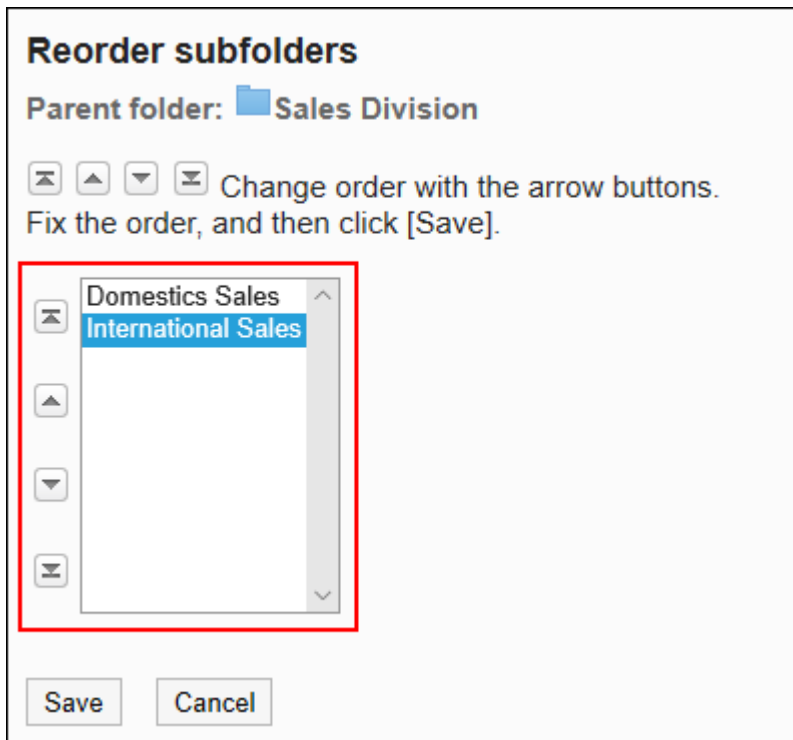 Reorder subfolders
Parent folder: Sales Division
Change order with the arrow buttons.
Fix the order, and then click [Save].
Domestics Sales
International Sales
Save
Cancel